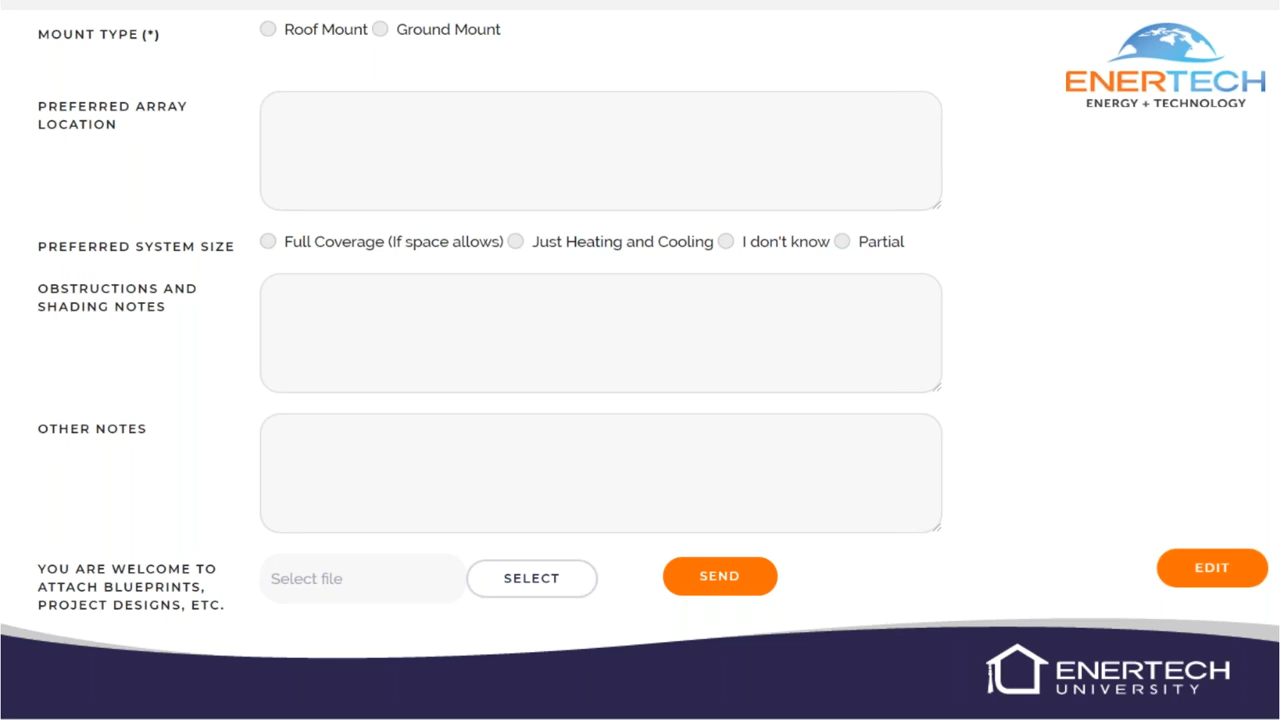 MOUNT TYPE (*)
Roof Mount Ground Mount
ENERTECH
ENERGY + TECHNOLOGY
PREFERRED ARRAY
LOCATION
PREFERRED SYSTEM SIZE
Full Coverage (If space allows) Just Heating and Cooling I don't know Partial
OBSTRUCTIONS AND
SHADING NOTES
OTHER NOTES
YOU ARE WELCOME TO
ATTACH BLUEPRINTS,
PROJECT DESIGNS, ETC.
Select file
SELECT
SEND
EDIT
ENERTECH
UNIVERSITY